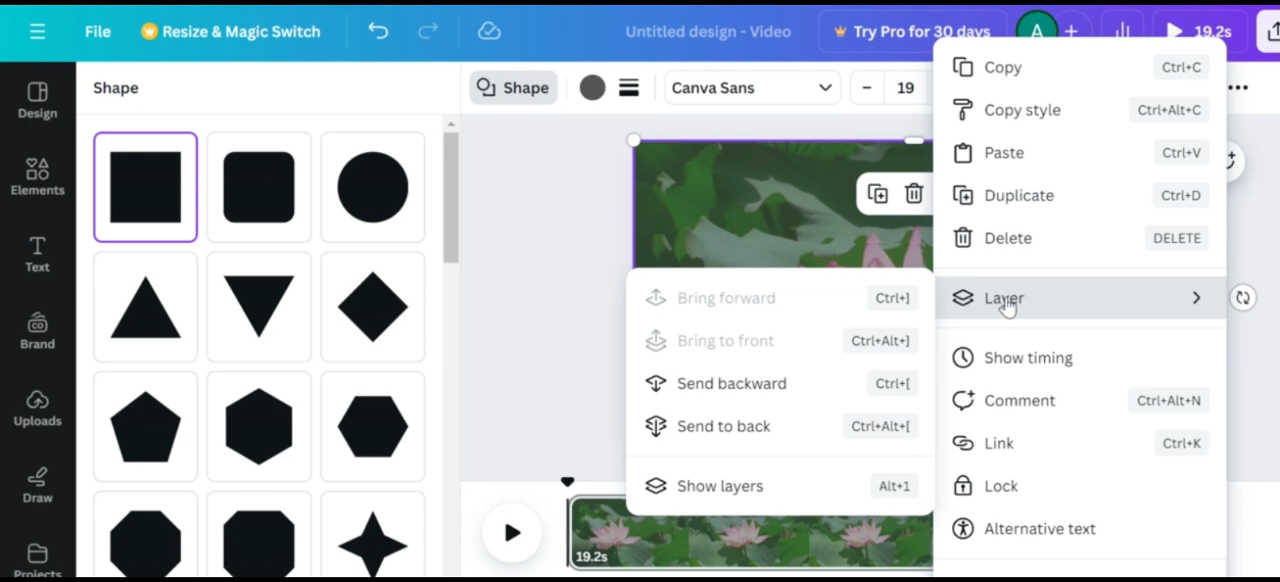 File
Resize & Magic Switch
Untitled design - Video
Try Pro for 30 days
A
19.2s
Design
Elements
Text
Brand
Uploads
Draw
Projects
Shape
Shape
Canva Sans
19
Copy Ctrl+C
Copy style Ctrl+Alt+C
Paste Ctrl+V
Duplicate Ctrl+D
Delete DELETE
Layer
Show timing
Comment Ctrl+Alt+N
Link Ctrl+K
Lock
Alternative text
Bring forward Ctrl+]
Bring to front Ctrl+Alt+]
Send backward Ctrl+[
Send to back Ctrl+Alt+[
Show layers Alt+1
19.2s